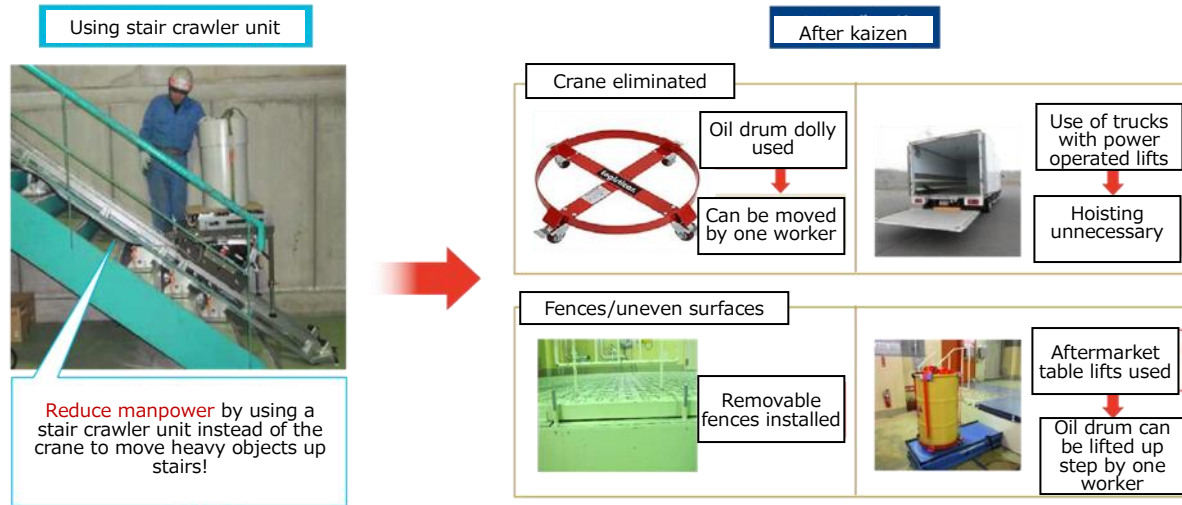 Using stair crawler unit
Reduce manpower by using a
stair crawler unit instead of the
crane to move heavy objects up
stairs!
After kaizen
Crane eliminated
Oil drum dolly
used
Can be moved
by one worker
Use of trucks
with power
operated lifts
Hoisting
unnecessary
Fences/uneven surfaces
Removable
fences installed
Aftermarket
table lifts used
Oil drum can
be lifted up
step by one
worker